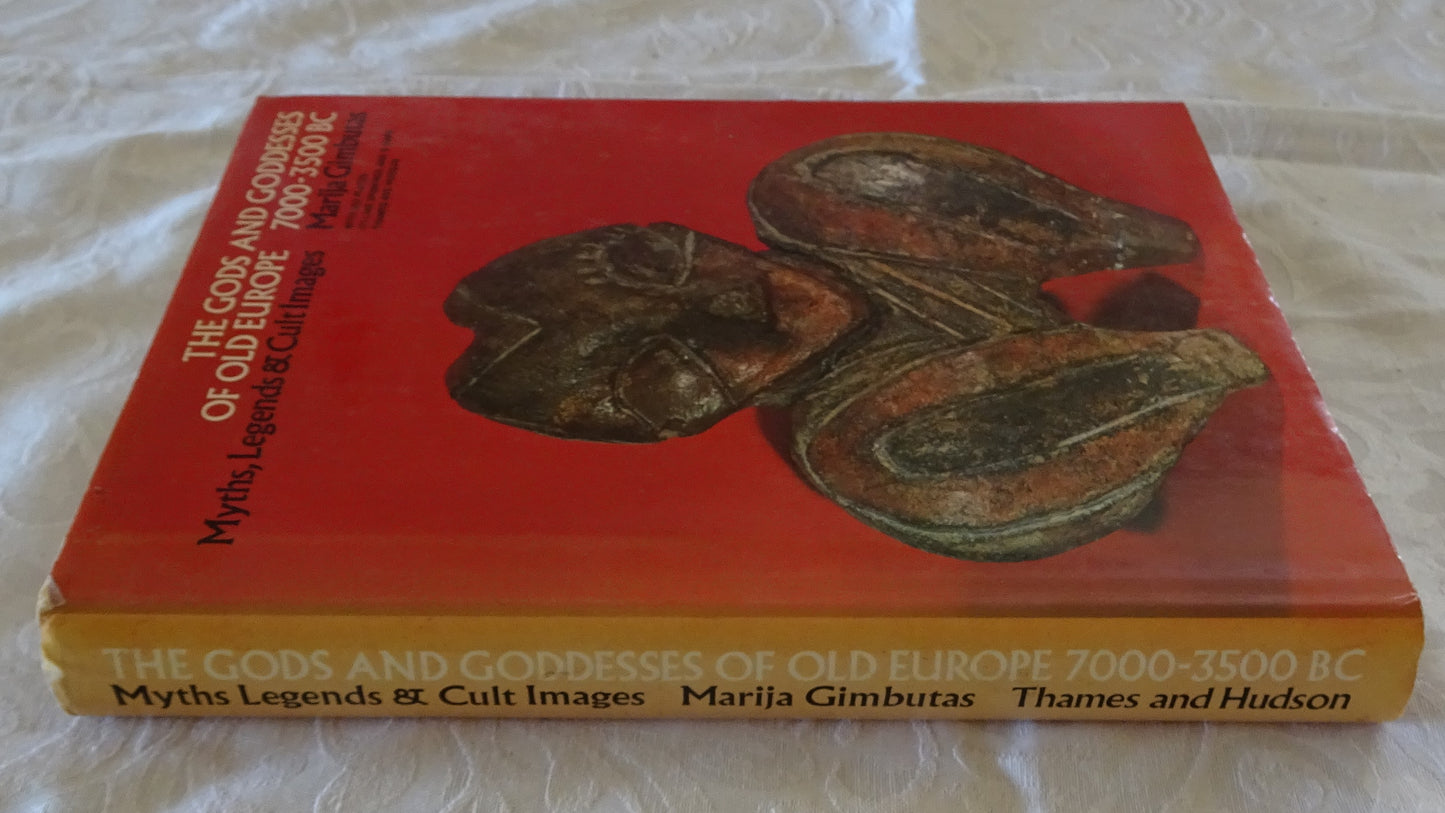 THE GODS AND GODDESSES
OF OLD EUROPE 7000-3500 BC
Myths, Legends & Cult Images Marija Gimbutas
THE GODS AND GODDESSES OF OLD EUROPE 7000-3500 BC
Myths Legends & Cult Images Marija Gimbutas Thames and Hudson